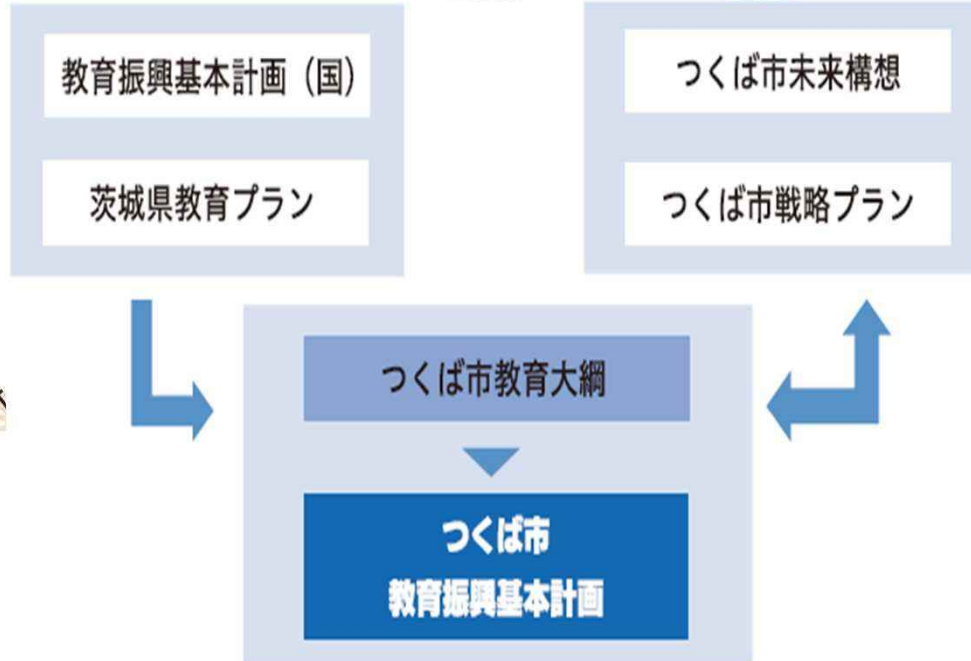 教育振興基本計画（国）
茨城県教育プラン
つくば市未来構想
つくば市戦略プラン
つくば市教育大綱
つくば市
教育振興基本計画